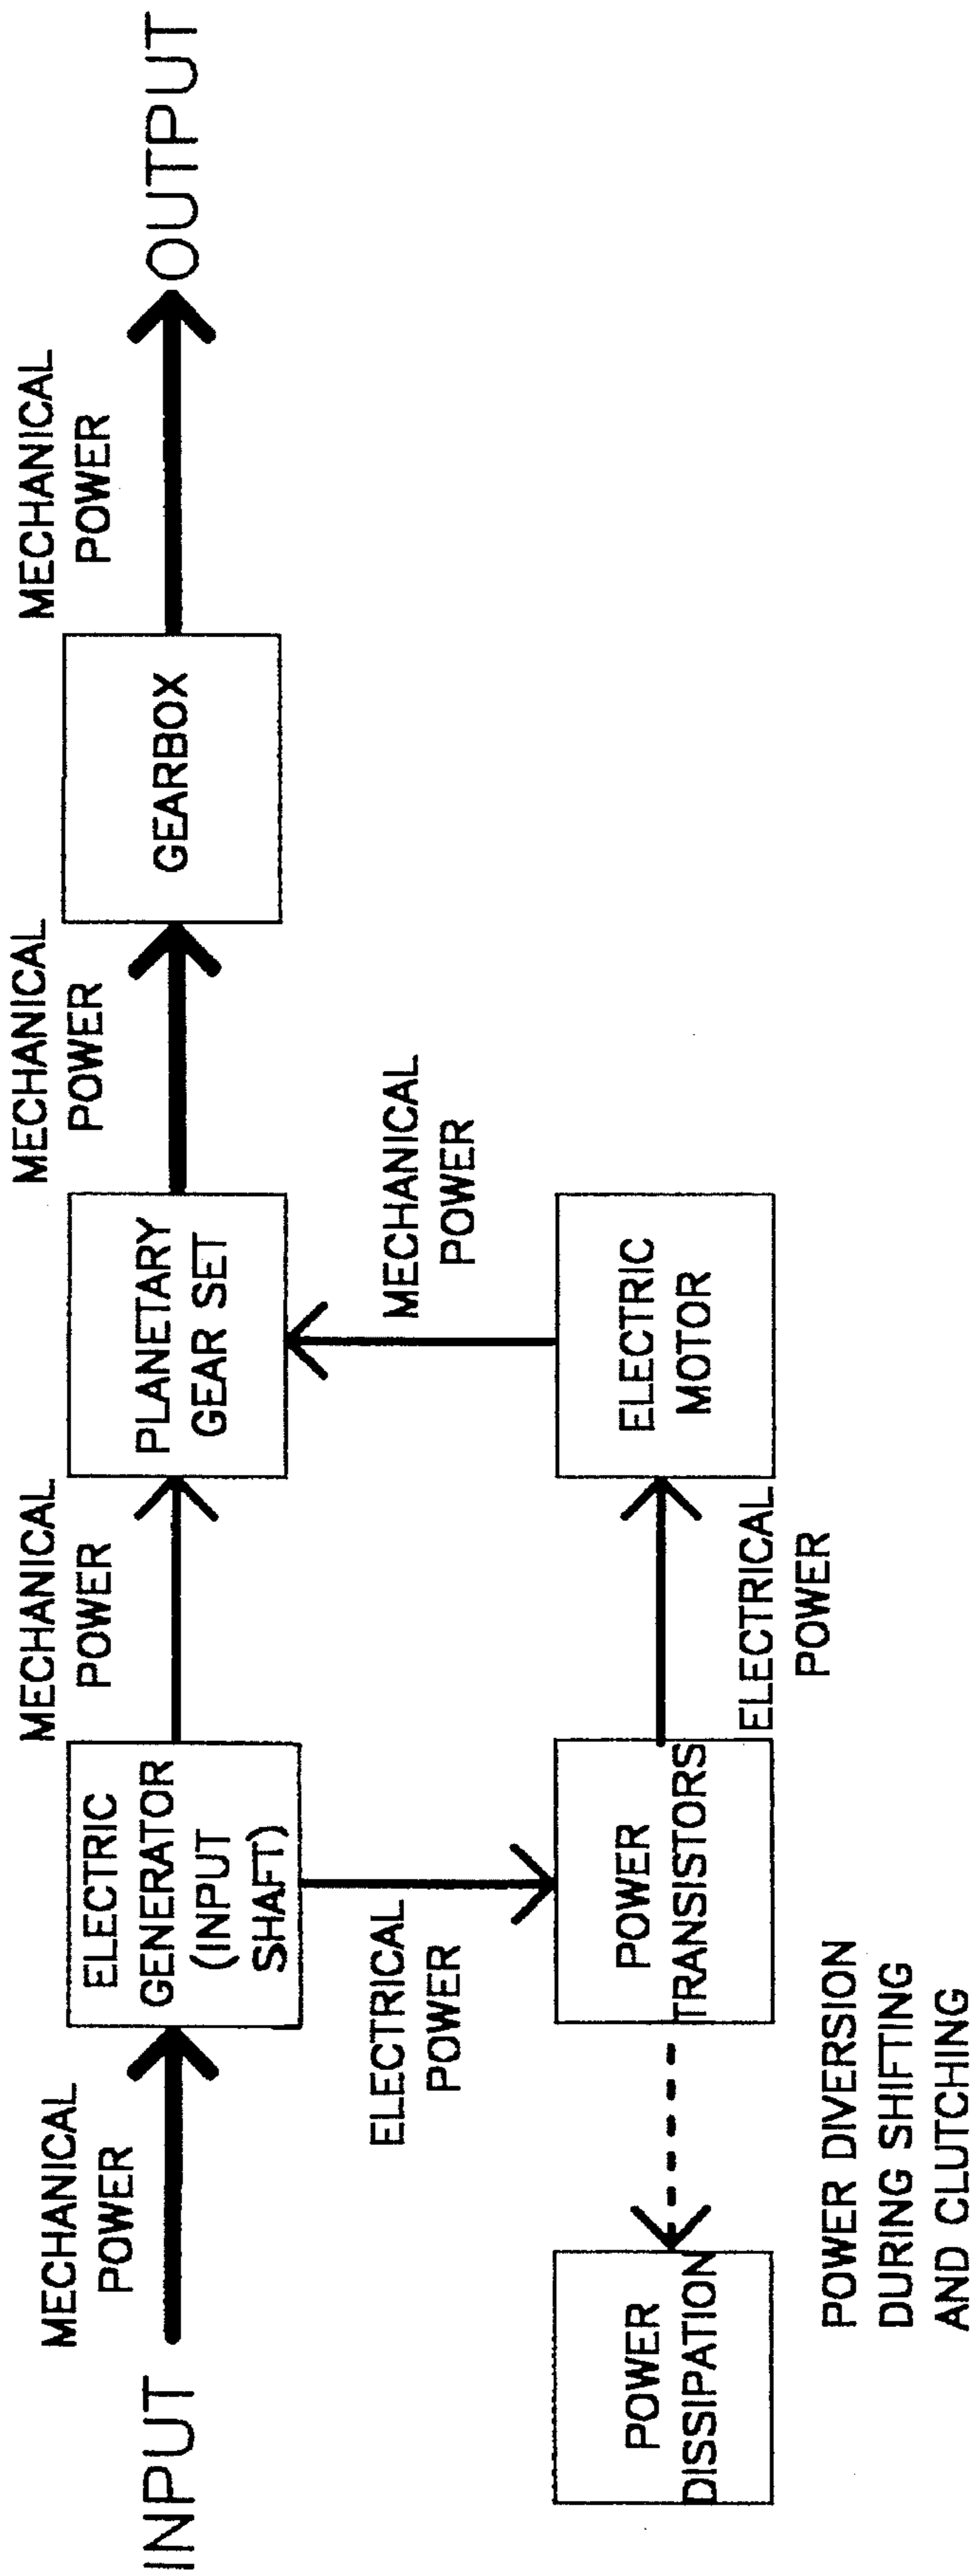 INPUT
MECHANICAL
POWER
ELECTRIC
GENERATOR
(INPUT
SHAFT)
MECHANICAL
POWER
PLANETARY
GEAR SET
MECHANICAL
POWER
GEARBOX
MECHANICAL
POWER
OUTPUT
ELECTRICAL
POWER
MECHANICAL
POWER
POWER
DISSIPATION
POWER
TRANSISTORS
ELECTRICAL
POWER
ELECTRIC
MOTOR
POWER DIVERSION
DURING SHIFTING
AND CLUTCHING